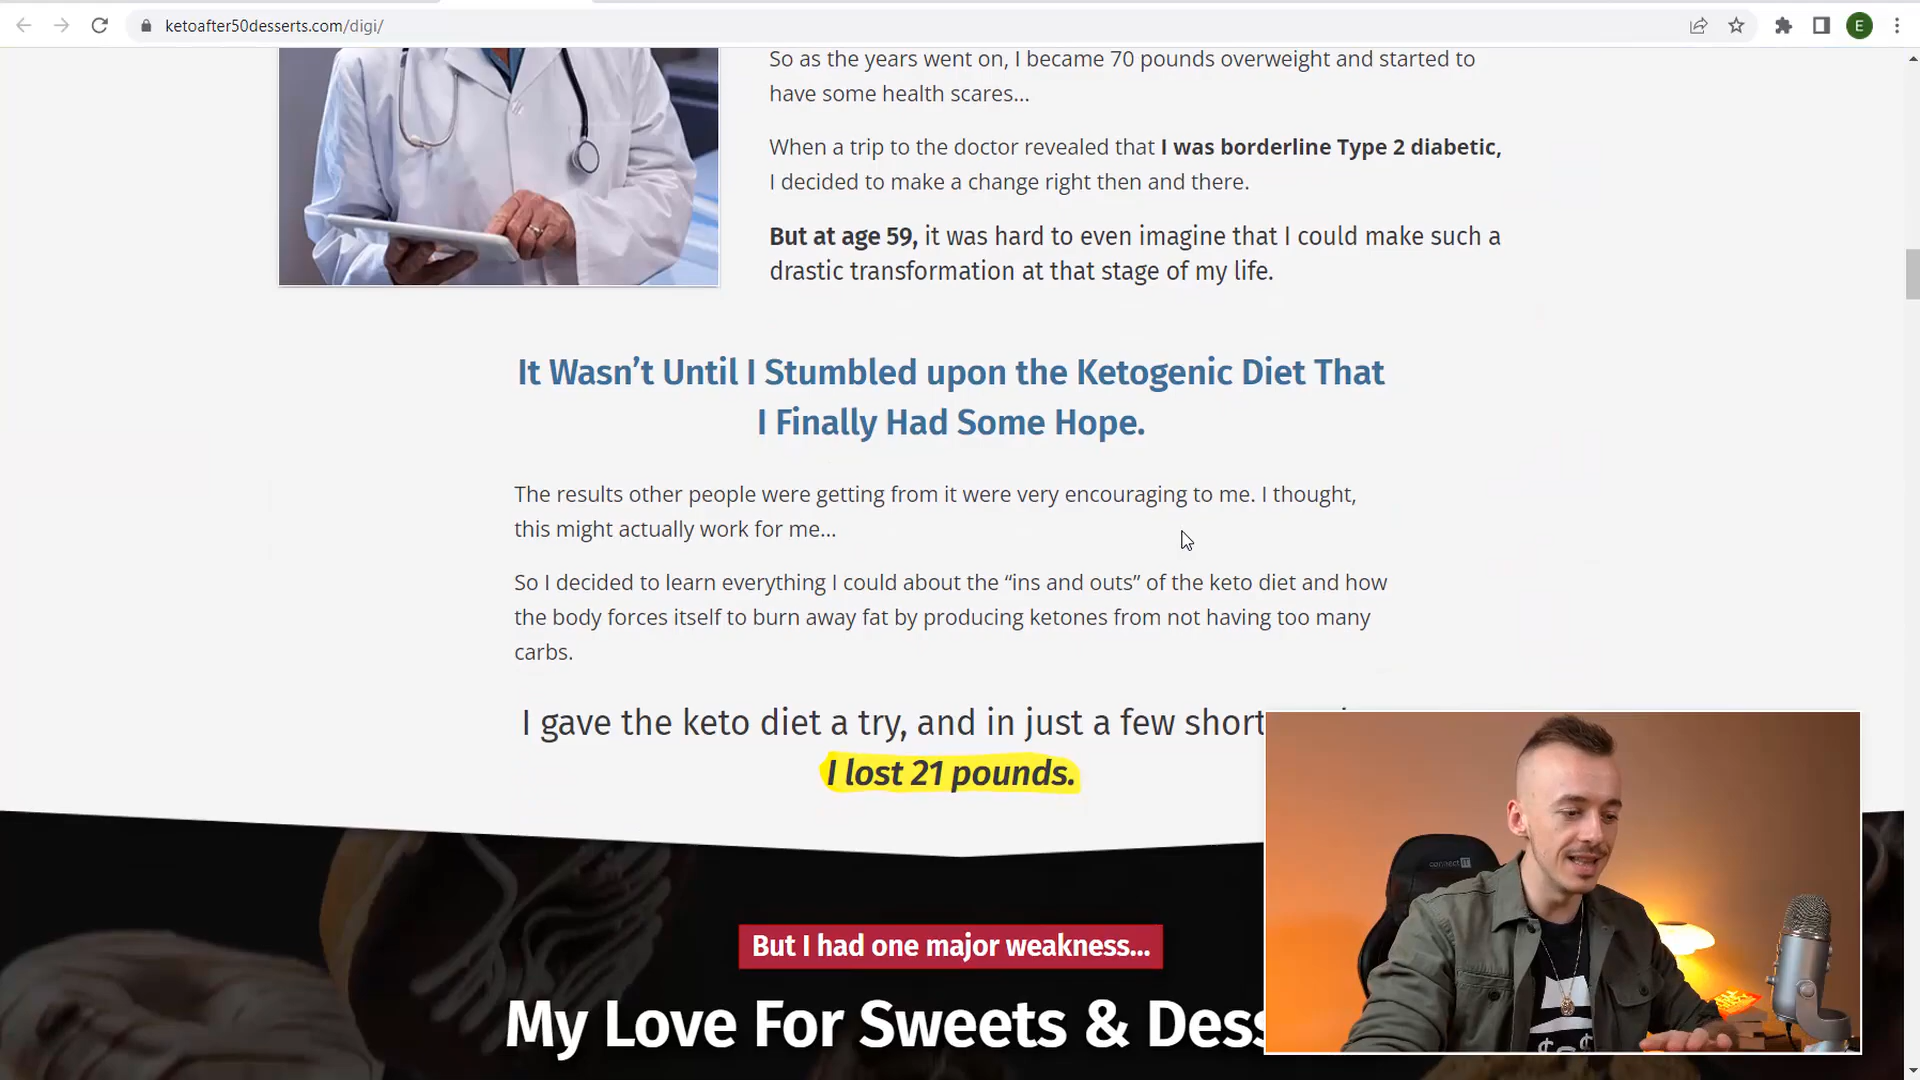 ketoafter50desserts.com/digi/
E
So as the years went on, I became 70 pounds overweight and started to
have some health scares...
When a trip to the doctor revealed that I was borderline Type 2 diabetic,
I decided to make a change right then and there.
But at age 59, it was hard to even imagine that I could make such a
drastic transformation at that stage of my life.
It Wasn’t Until I Stumbled upon the Ketogenic Diet That
I Finally Had Some Hope.
The results other people were getting from it were very encouraging to me. I thought,
this might actually work for me...
So I decided to learn everything I could about the “ins and outs” of the keto diet and how
the body forces itself to burn away fat by producing ketones from not having too many
carbs.
I gave the keto diet a try, and in just a few short
I lost 21 pounds.
connect IT
But I had one major weakness...
My Love For Sweets &